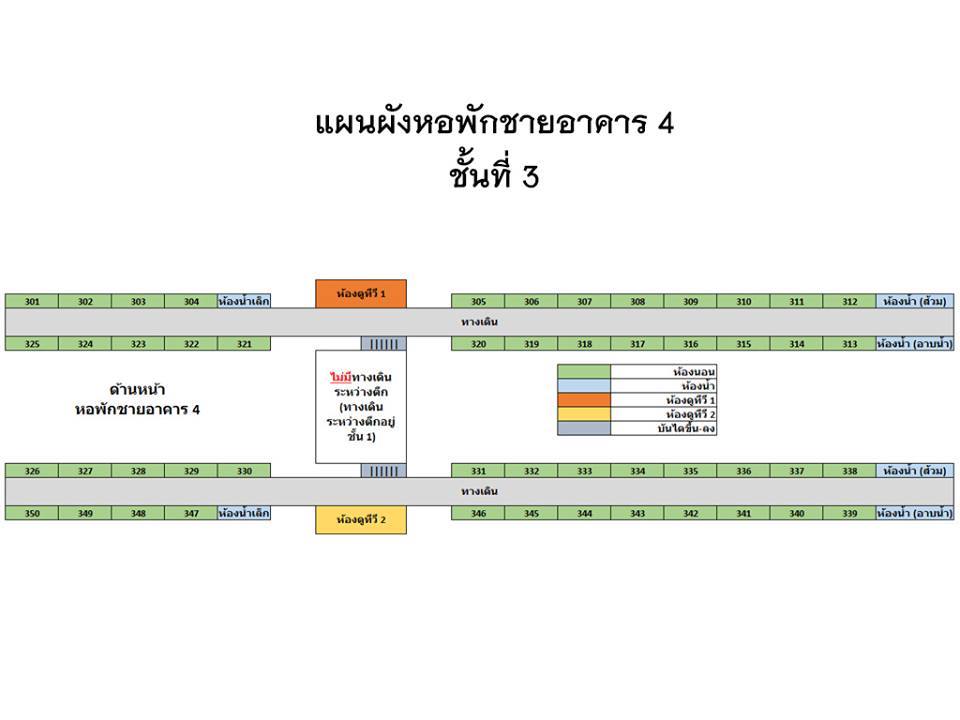 แผนผังหอพักชายอาคาร 4
ชั้นที่ 3
ห้องดูทีวี 1
301 302 303 304 ห้องน้ำเด็ก 305 306 307 308 309 310 311 312 ห้องน้ำ (ส้วม)
ทางเดิน
325 324 323 322 321 320 319 318 317 316 315 314 313 ห้องน้ำ (อาบน้ำ)
ด้านหน้า
หอพักชายอาคาร 4
ไม่มีทางเดิน
ระหว่างตึก
(ทางเดิน
ระหว่างตึกอยู่
ชั้น 1)
ห้องนอน
ห้องน้ำ
ห้องดูทีวี 1
ห้องดูทีวี 2
บันไดขึ้น-ลง
326 327 328 329 330 331 332 333 334 335 336 337 338 ห้องน้ำ (ส้วม)
ทางเดิน
350 349 348 347 ห้องน้ำเด็ก 346 345 344 343 342 341 340 339 ห้องน้ำ (อาบน้ำ)
ห้องดูทีวี 2